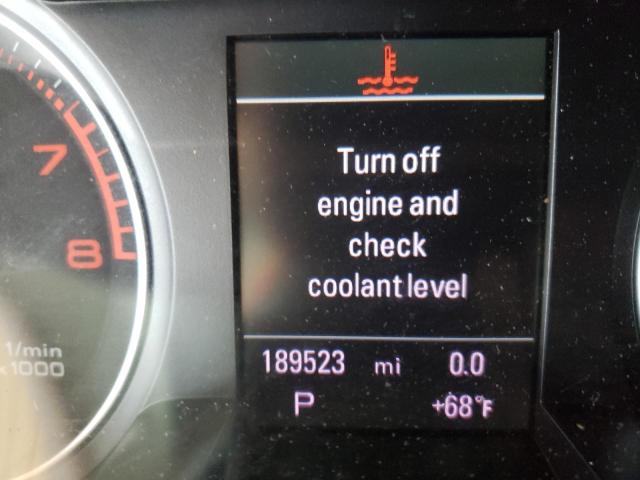 7
8
1/min
x1000
Turn off
engine and
check
coolant level
189523 mi 0.0
P +68°F